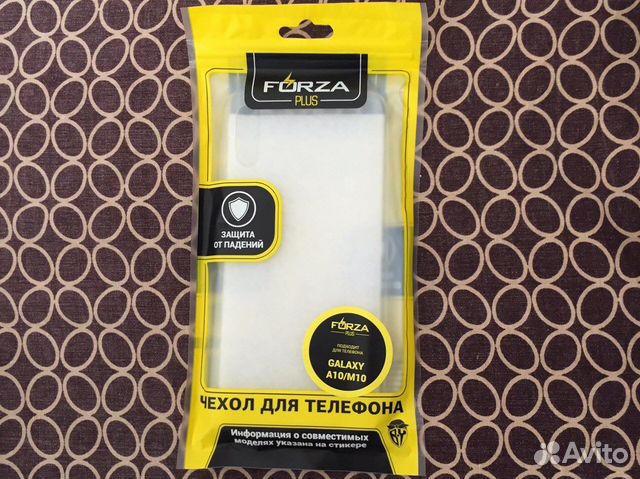 FORZA
PLUS
ЗАЩИТА
ОТ ПАДЕНИЙ
FORZA
PLUS
ПОДХОДИТ
ДЛЯ ТЕЛЕФОНА
GALAXY
A10/M10
ЧЕХОЛ ДЛЯ ТЕЛЕФОНА
Информация о совместимых
моделях указана на стикере
Avito